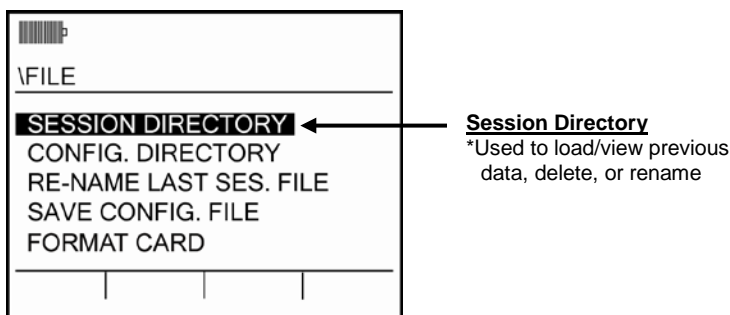 \FILE
SESSION DIRECTORY
CONFIG. DIRECTORY
RE-NAME LAST SES. FILE
SAVE CONFIG. FILE
FORMAT CARD
Session Directory
*Used to load/view previous
data, delete, or rename